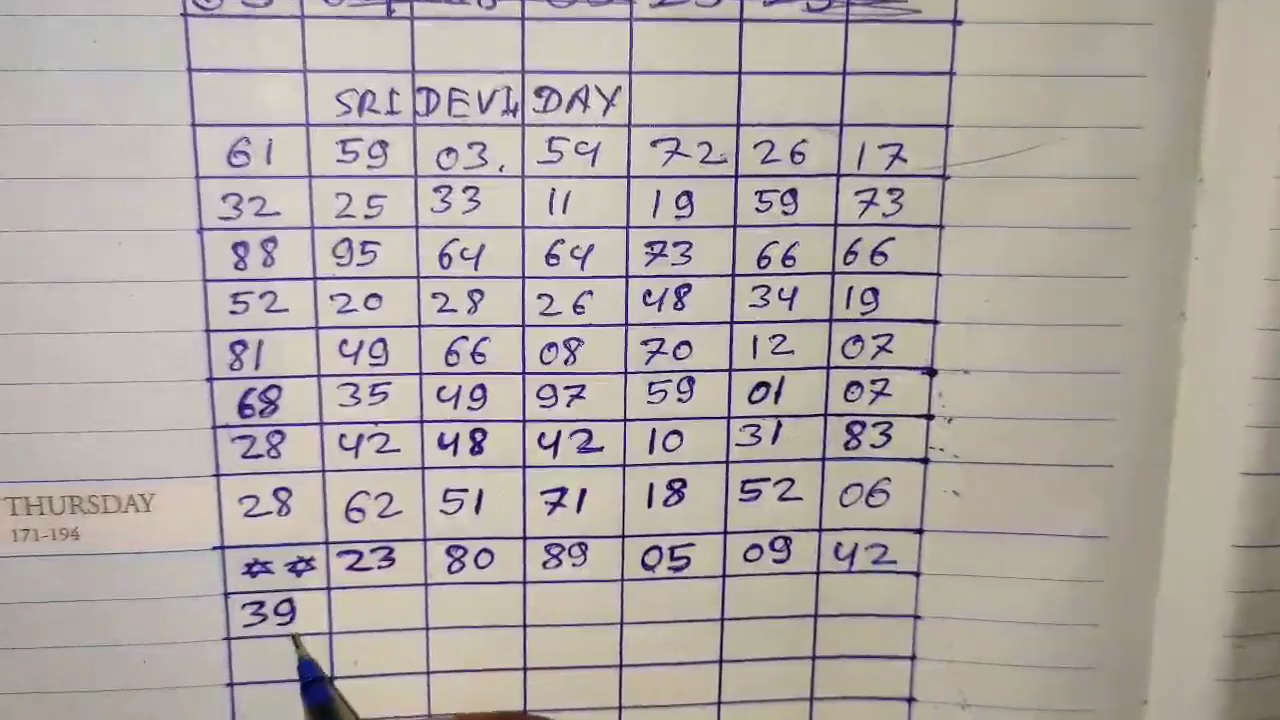 SRI DEVI DAY
61 59 03. 59 72 26 17
32 25 33 11 19 59 73
88 95 64 64 73 66 66
52 20 28 26 48 34 19
81 49 66 08 70 12 07
68 35 49 97 59 01 07
28 42 48 42 10 31 83
THURSDAY
171-194
28 62 51 71 18 52 06
** 23 80 89 05 09 42
39